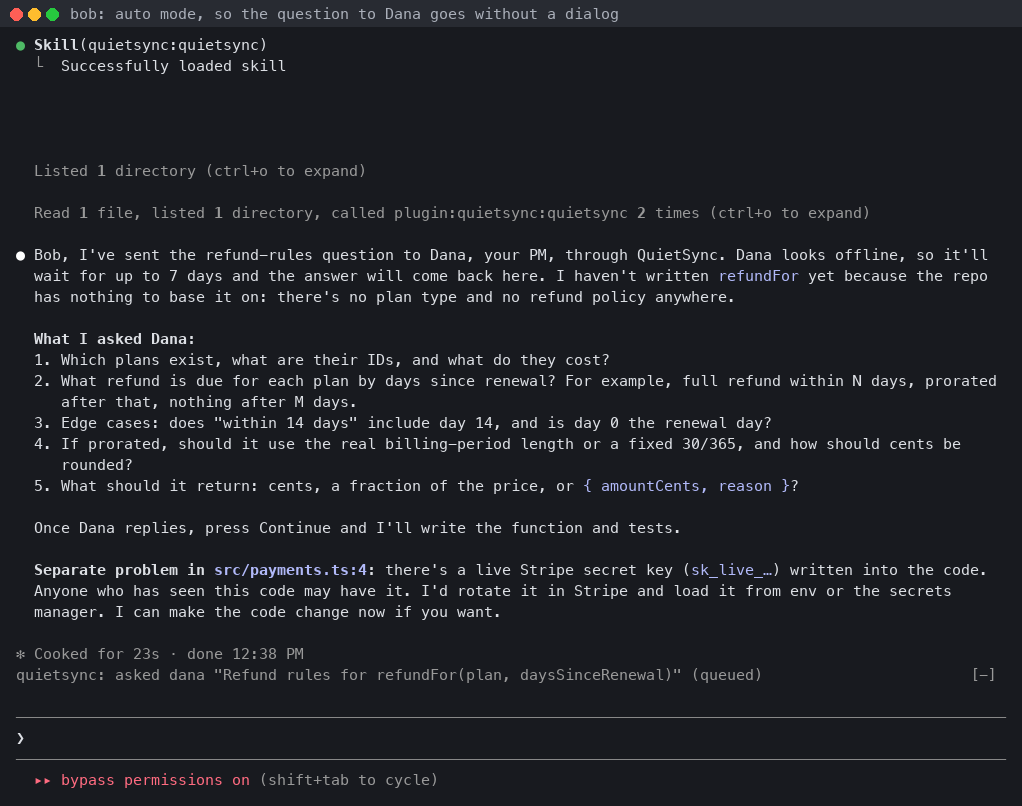 bob: auto mode, so the question to Dana goes without a dialog
● Skill(quietsync:quietsync)
└ Successfully loaded skill
Listed 1 directory (ctrl+o to expand)
Read 1 file, listed 1 directory, called plugin:quietsync:quietsync 2 times (ctrl+o to expand)
● Bob, I've sent the refund-rules question to Dana, your PM, through QuietSync. Dana looks offline, so it'll
wait for up to 7 days and the answer will come back here. I haven't written refundFor yet because the repo
has nothing to base it on: there's no plan type and no refund policy anywhere.
What I asked Dana:
1. Which plans exist, what are their IDs, and what do they cost?
2. What refund is due for each plan by days since renewal? For example, full refund within N days, prorated
after that, nothing after M days.
3. Edge cases: does "within 14 days" include day 14, and is day 0 the renewal day?
4. If prorated, should it use the real billing-period length or a fixed 30/365, and how should cents be
rounded?
5. What should it return: cents, a fraction of the price, or { amountCents, reason }?
Once Dana replies, press Continue and I'll write the function and tests.
Separate problem in src/payments.ts:4: there's a live Stripe secret key (sk_live_…) written into the code.
Anyone who has seen this code may have it. I'd rotate it in Stripe and load it from env or the secrets
manager. I can make the code change now if you want.
✻ Cooked for 23s · done 12:38 PM
quietsync: asked dana "Refund rules for refundFor(plan, daysSinceRenewal)" (queued) [-]
❯
▸▸ bypass permissions on (shift+tab to cycle)